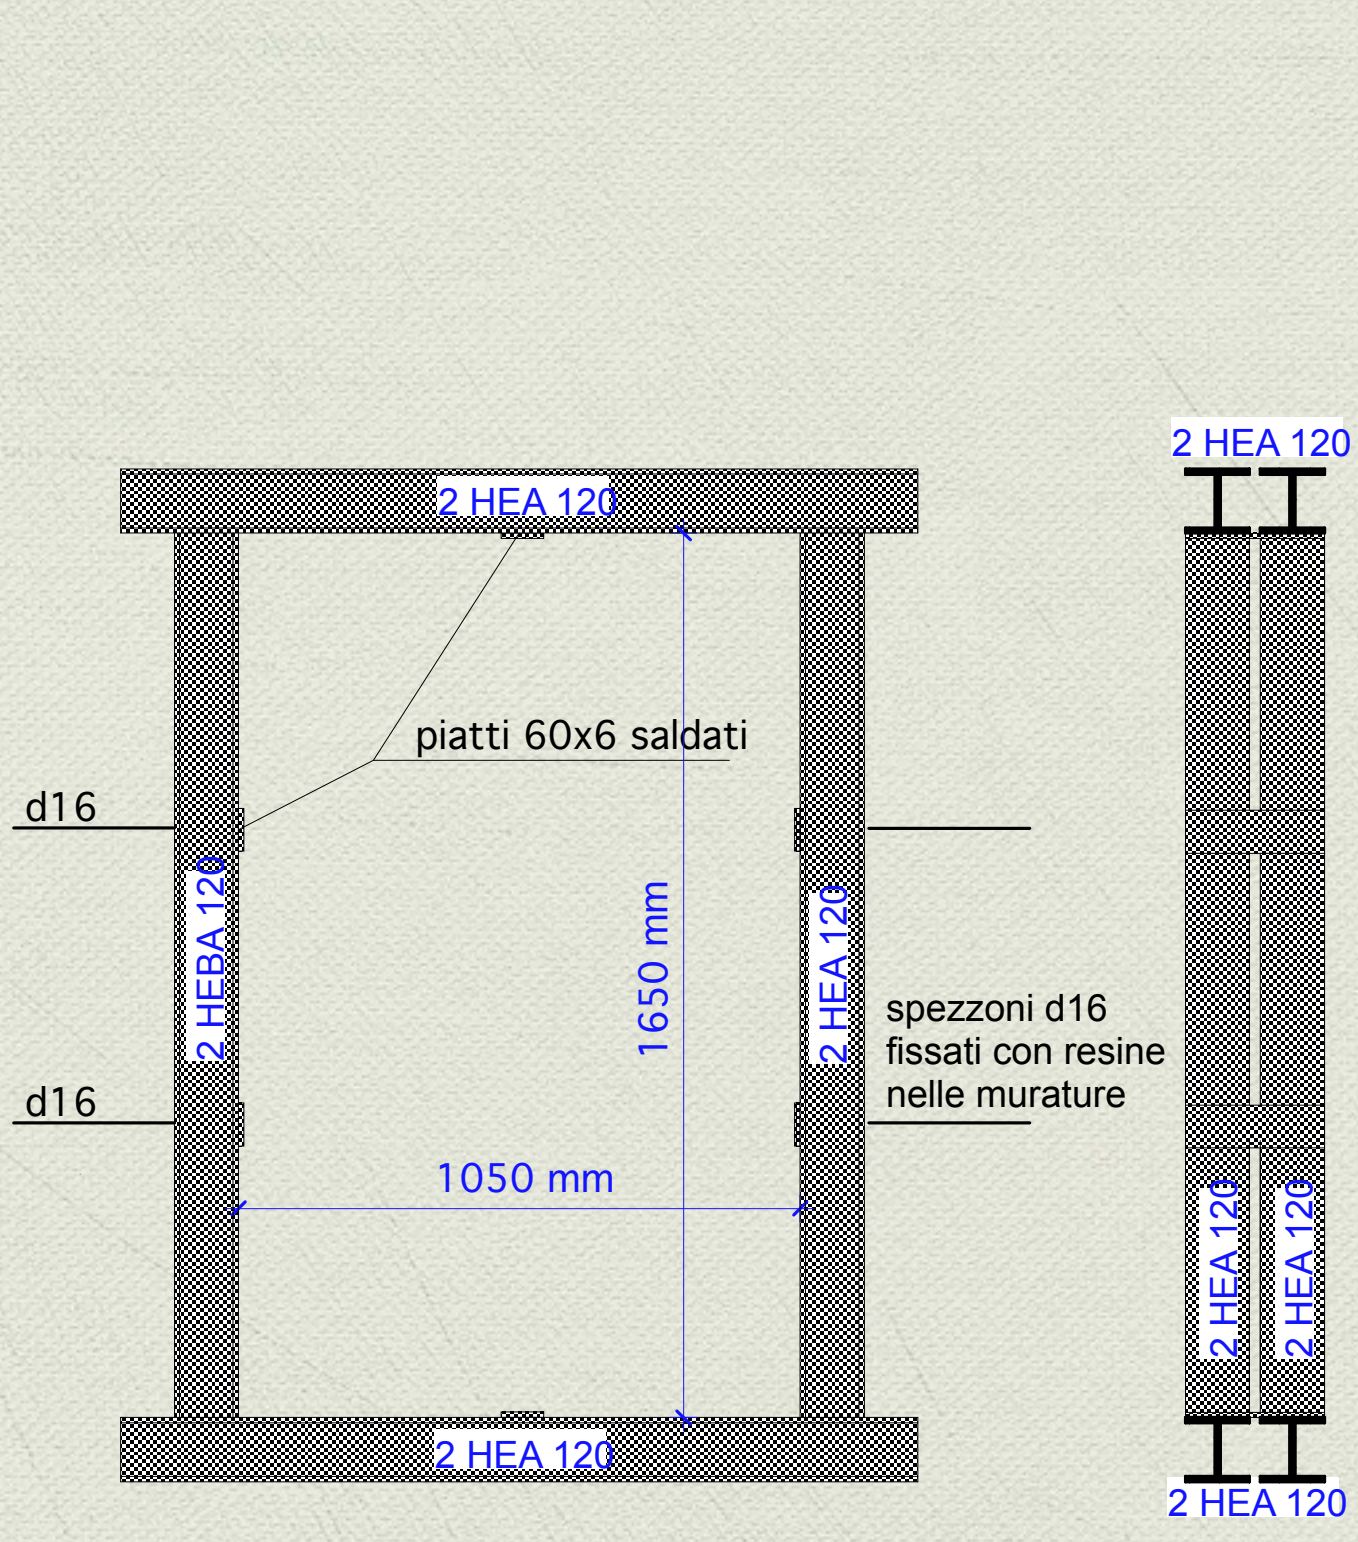 2 HEA 120
2 HEA 120
piatti 60x6 saldati
d16
2 HEBA 120
1650 mm
2 HEA 120
spezzoni d16
fissati con resine
nelle murature
d16
1050 mm
2 HEA 120
2 HEA 120
2 HEA 120
2 HEA 120